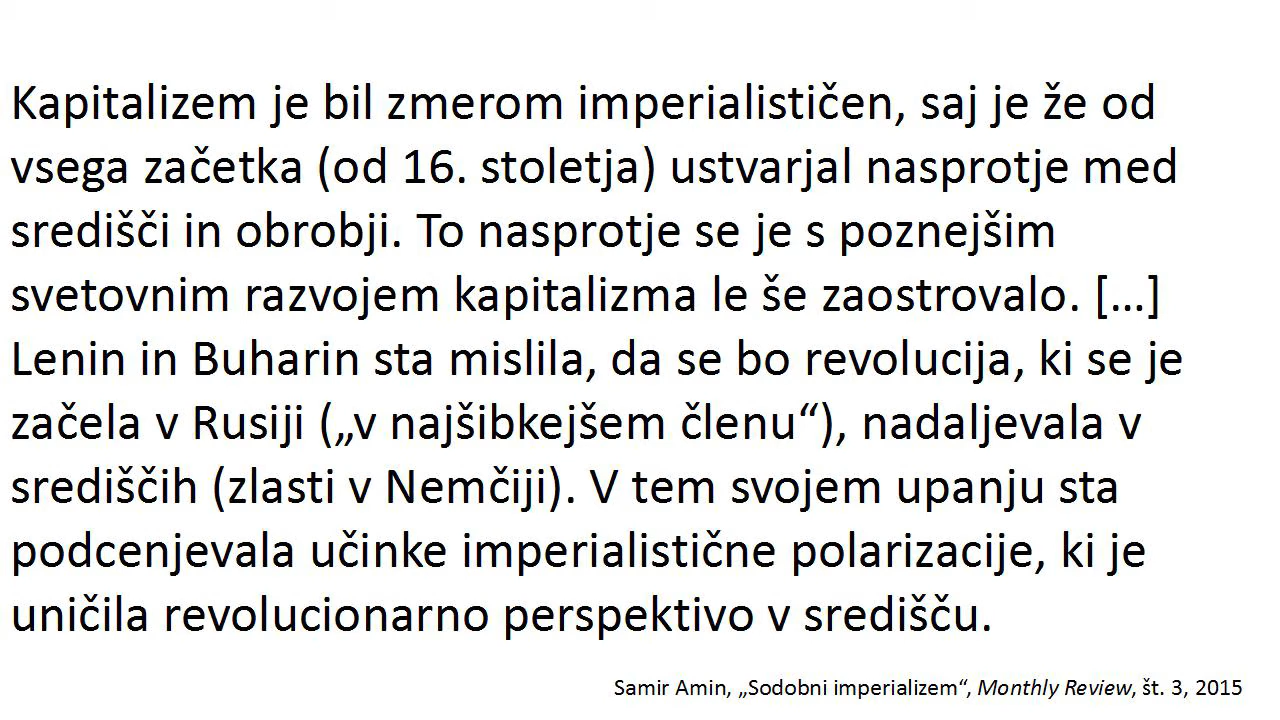 Kapitalizem je bil zmerom imperialističen, saj je že od
vsega začetka (od 16. stoletja) ustvarjal nasprotje med
središči in obrobji. To nasprotje se je s poznejšim
svetovnim razvojem kapitalizma le še zaostrovalo. […]
Lenin in Buharin sta mislila, da se bo revolucija, ki se je
začela v Rusiji („v najšibkejšem členu“), nadaljevala v
središčih (zlasti v Nemčiji). V tem svojem upanju sta
podcenjevala učinke imperialistične polarizacije, ki je
uničila revolucionarno perspektivo v središču.
Samir Amin, „Sodobni imperializem“, Monthly Review, št. 3, 2015